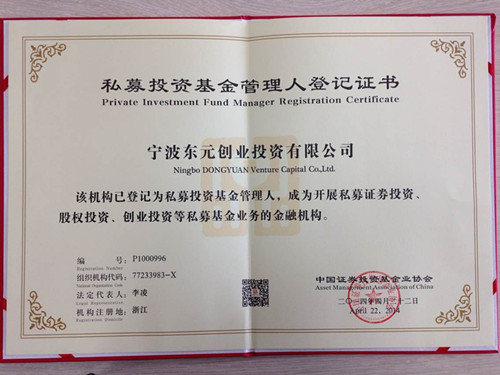 私募投资基金管理人登记证书
Private Investment Fund Manager Registration Certificate
宁波东元创业投资有限公司
Ningbo DONGYUAN Venture Capital Co.,Ltd.
该机构已登记为私募投资基金管理人，成为开展私募证券投资、
股权投资、创业投资等私募基金业务的金融机构。
编号：P1000996
Registration Number
组织机构代码：77233983-X
National Organization Code
法定代表人：李凌
Legal Representative
机构注册地：浙江
Registration Domicile
中国证券投资基金业协会
Asset Management Association of China
二〇一四年四月二十二日
April 22, 2014